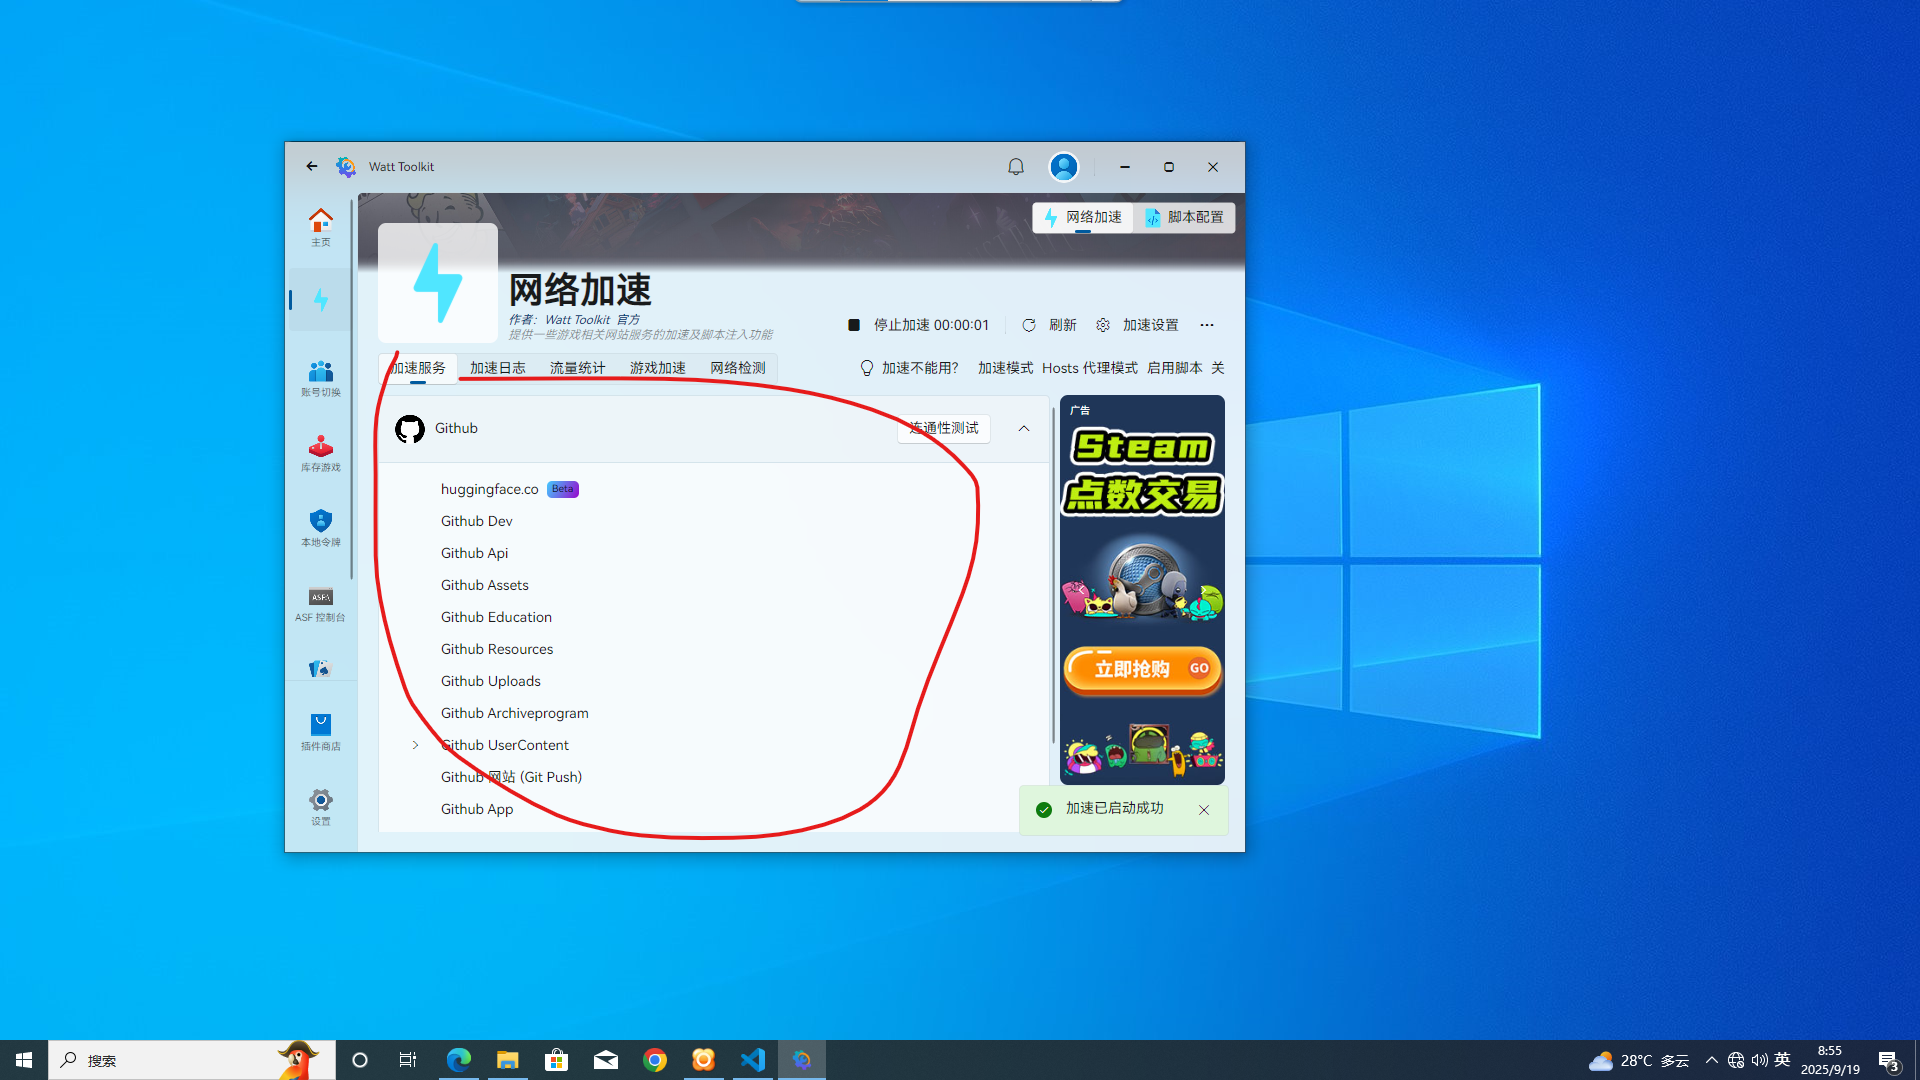 Watt Toolkit
主页
账号切换
库存游戏
本地令牌
ASF
ASF 控制台
插件商店
设置
网络加速
脚本配置
网络加速
作者: Watt Toolkit 官方
提供一些游戏相关网站服务的加速及脚本注入功能
停止加速 00:00:01
刷新
加速设置
加速服务
加速日志
流量统计
游戏加速
网络检测
加速不能用?
加速模式
Hosts 代理模式
启用脚本
关
Github
连通性测试
huggingface.co Beta
Github Dev
Github Api
Github Assets
Github Education
Github Resources
Github Uploads
Github Archiveprogram
Github UserContent
Github 网站 (Git Push)
Github App
广告
Steam
点数交易
立即抢购 GO
加速已启动成功
搜索
28°C 多云
英
8:55
2025/9/19
3